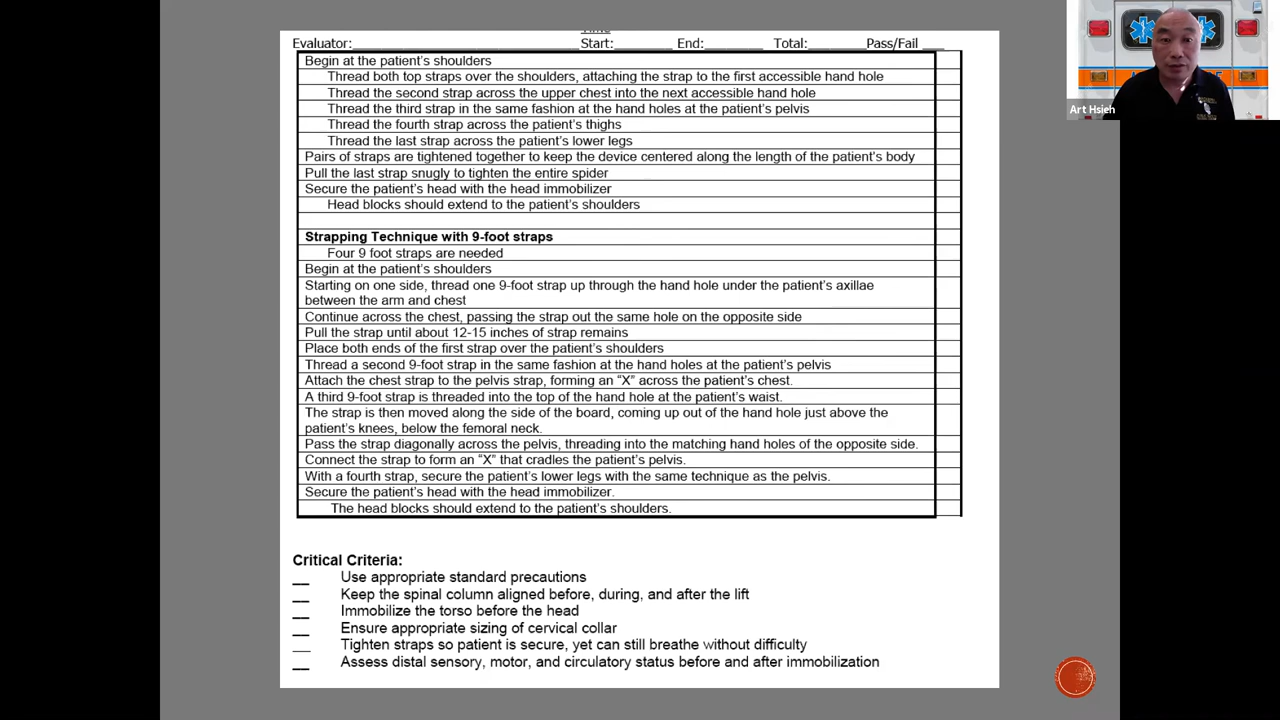 Evaluator:____ Start:____ End:____ Total:____ Pass/Fail ___
Art Hsieh
Begin at the patient's shoulders
Thread both top straps over the shoulders, attaching the strap to the first accessible hand hole
Thread the second strap across the upper chest into the next accessible hand hole
Thread the third strap in the same fashion at the hand holes at the patient's pelvis
Thread the fourth strap across the patient's thighs
Thread the last strap across the patient's lower legs
Pairs of straps are tightened together to keep the device centered along the length of the patient's body
Pull the last strap snugly to tighten the entire spider
Secure the patient's head with the head immobilizer
Head blocks should extend to the patient's shoulders
Strapping Technique with 9-foot straps
Four 9 foot straps are needed
Begin at the patient's shoulders
Starting on one side, thread one 9-foot strap up through the hand hole under the patient's axillae
between the arm and chest
Continue across the chest, passing the strap out the same hole on the opposite side
Pull the strap until about 12-15 inches of strap remains
Place both ends of the first strap over the patient's shoulders
Thread a second 9-foot strap in the same fashion at the hand holes at the patient's pelvis
Attach the chest strap to the pelvis strap, forming an “X” across the patient's chest.
A third 9-foot strap is threaded into the top of the hand hole at the patient's waist.
The strap is then moved along the side of the board, coming up out of the hand hole just above the
patient's knees, below the femoral neck.
Pass the strap diagonally across the pelvis, threading into the matching hand holes of the opposite side.
Connect the strap to form an “X” that cradles the patient's pelvis.
With a fourth strap, secure the patient's lower legs with the same technique as the pelvis.
Secure the patient's head with the head immobilizer.
The head blocks should extend to the patient's shoulders.
Critical Criteria:
__ Use appropriate standard precautions
__ Keep the spinal column aligned before, during, and after the lift
__ Immobilize the torso before the head
__ Ensure appropriate sizing of cervical collar
__ Tighten straps so patient is secure, yet can still breathe without difficulty
__ Assess distal sensory, motor, and circulatory status before and after immobilization